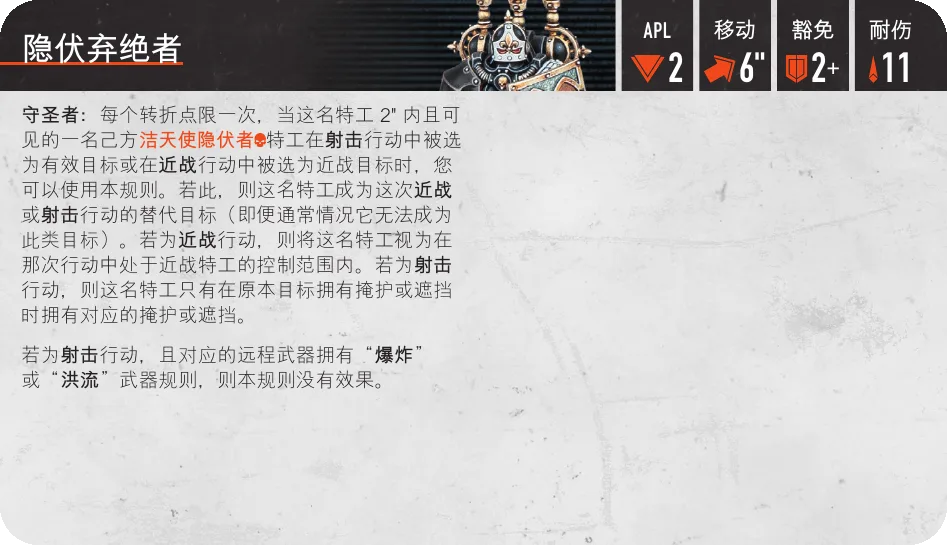 隐伏弃绝者
APL 移动 豁免 耐伤
2 6" 2+ 11
守圣者：每个转折点限一次，当这名特工 2" 内且可
见的一名己方洁天使隐伏者特工在射击行动中被选
为有效目标或在近战行动中被选为近战目标时，您
可以使用本规则。若此，则这名特工成为这次近战
或射击行动的替代目标（即便通常情况它无法成为
此类目标）。若为近战行动，则将这名特工视为在
那次行动中处于近战特工的控制范围内。若为射击
行动，则这名特工只有在原本目标拥有掩护或遮挡
时拥有对应的掩护或遮挡。
若为射击行动，且对应的远程武器拥有“爆炸”
或“洪流”武器规则，则本规则没有效果。